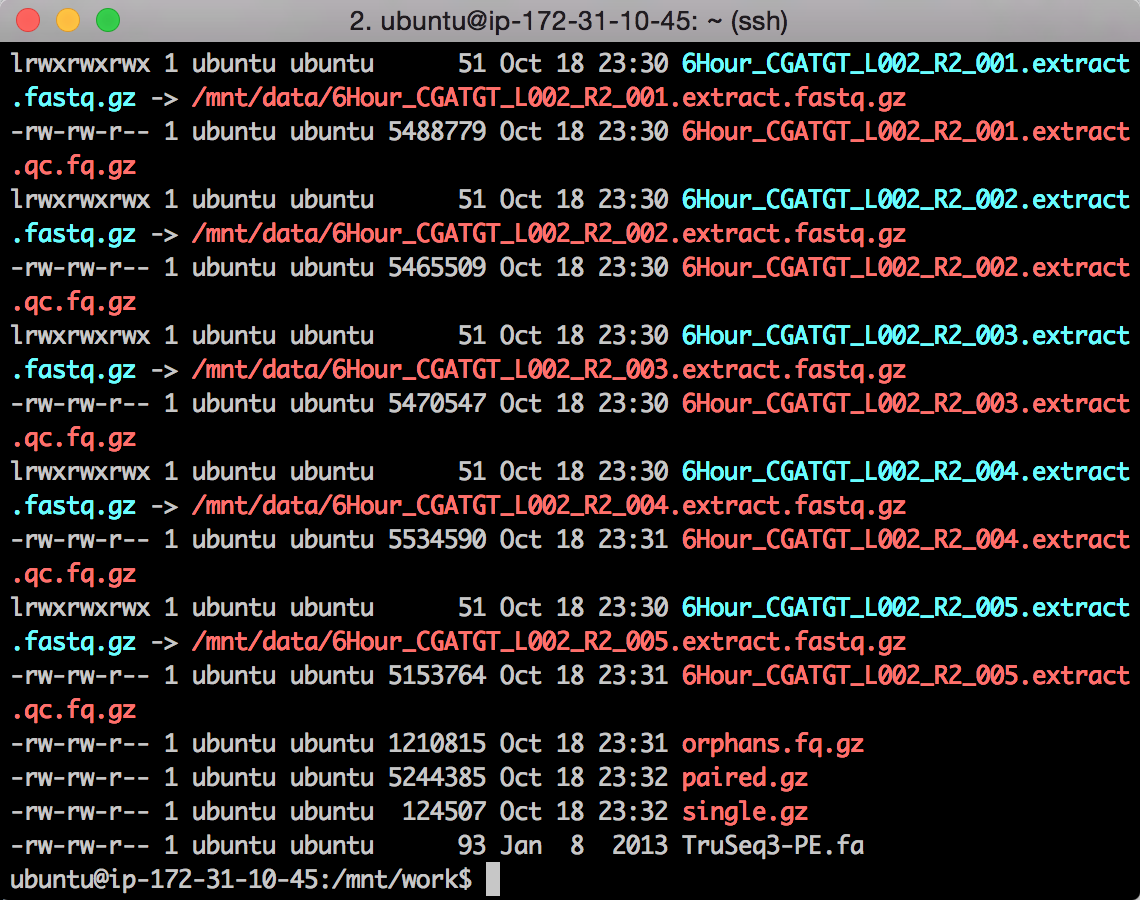 2. ubuntu@ip-172-31-10-45: ~ (ssh)
lrwxrwxrwx 1 ubuntu ubuntu      51 Oct 18 23:30 6Hour_CGATGT_L002_R2_001.extract
.fastq.gz -> /mnt/data/6Hour_CGATGT_L002_R2_001.extract.fastq.gz
-rw-rw-r-- 1 ubuntu ubuntu 5488779 Oct 18 23:30 6Hour_CGATGT_L002_R2_001.extract
.qc.fq.gz
lrwxrwxrwx 1 ubuntu ubuntu      51 Oct 18 23:30 6Hour_CGATGT_L002_R2_002.extract
.fastq.gz -> /mnt/data/6Hour_CGATGT_L002_R2_002.extract.fastq.gz
-rw-rw-r-- 1 ubuntu ubuntu 5465509 Oct 18 23:30 6Hour_CGATGT_L002_R2_002.extract
.qc.fq.gz
lrwxrwxrwx 1 ubuntu ubuntu      51 Oct 18 23:30 6Hour_CGATGT_L002_R2_003.extract
.fastq.gz -> /mnt/data/6Hour_CGATGT_L002_R2_003.extract.fastq.gz
-rw-rw-r-- 1 ubuntu ubuntu 5470547 Oct 18 23:30 6Hour_CGATGT_L002_R2_003.extract
.qc.fq.gz
lrwxrwxrwx 1 ubuntu ubuntu      51 Oct 18 23:30 6Hour_CGATGT_L002_R2_004.extract
.fastq.gz -> /mnt/data/6Hour_CGATGT_L002_R2_004.extract.fastq.gz
-rw-rw-r-- 1 ubuntu ubuntu 5534590 Oct 18 23:31 6Hour_CGATGT_L002_R2_004.extract
.qc.fq.gz
lrwxrwxrwx 1 ubuntu ubuntu      51 Oct 18 23:30 6Hour_CGATGT_L002_R2_005.extract
.fastq.gz -> /mnt/data/6Hour_CGATGT_L002_R2_005.extract.fastq.gz
-rw-rw-r-- 1 ubuntu ubuntu 5153764 Oct 18 23:31 6Hour_CGATGT_L002_R2_005.extract
.qc.fq.gz
-rw-rw-r-- 1 ubuntu ubuntu 1210815 Oct 18 23:31 orphans.fq.gz
-rw-rw-r-- 1 ubuntu ubuntu 5244385 Oct 18 23:32 paired.gz
-rw-rw-r-- 1 ubuntu ubuntu  124507 Oct 18 23:32 single.gz
-rw-rw-r-- 1 ubuntu ubuntu      93 Jan  8  2013 TruSeq3-PE.fa
ubuntu@ip-172-31-10-45:/mnt/work$